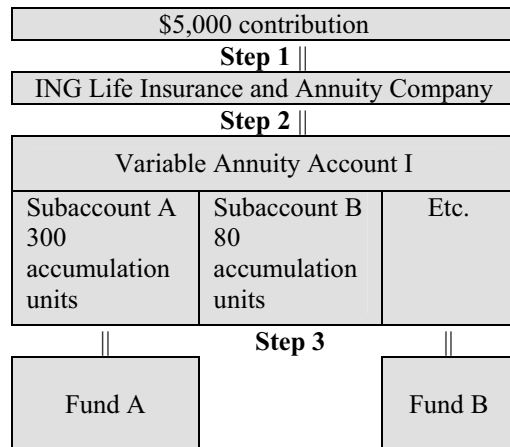 $5,000 contribution
Step 1 ||
ING Life Insurance and Annuity Company
Step 2 ||
Variable Annuity Account I
Subaccount A
300
accumulation
units
Subaccount B
80
accumulation
units
Etc.
|| Step 3 ||
Fund A
Fund B